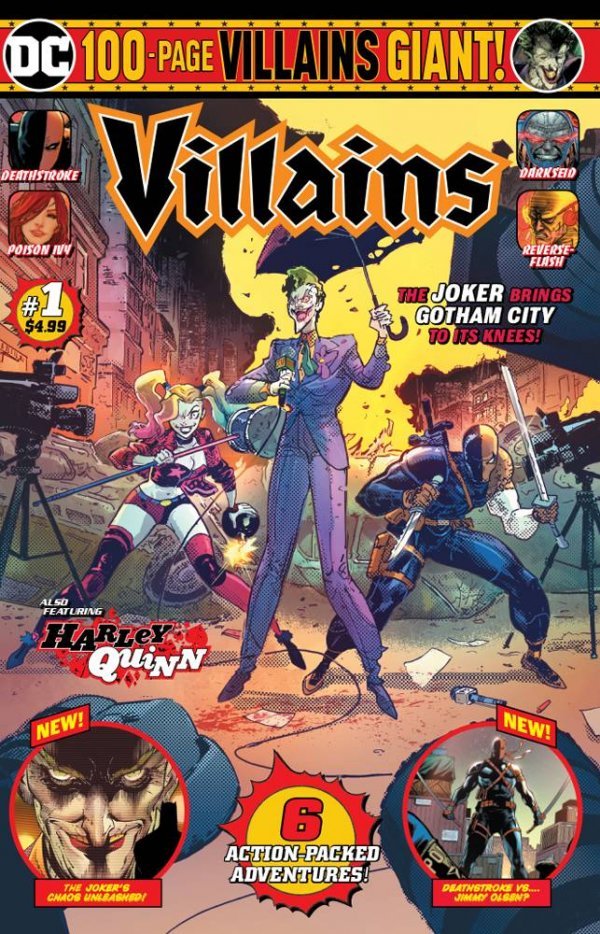 DC 100-PAGE VILLAINS GIANT!
Villains
DEATHSTROKE
POISON IVY
DARKSEID
REVERSE-
FLASH
#1
$4.99
THE JOKER BRINGS
GOTHAM CITY
TO ITS KNEES!
ALSO
FEATURING
HARLEY
QUINN
NEW!
THE JOKER'S
CHAOS UNLEASHED!
6
ACTION-PACKED
ADVENTURES!
NEW!
DEATHSTROKE VS....
JIMMY OLSEN?